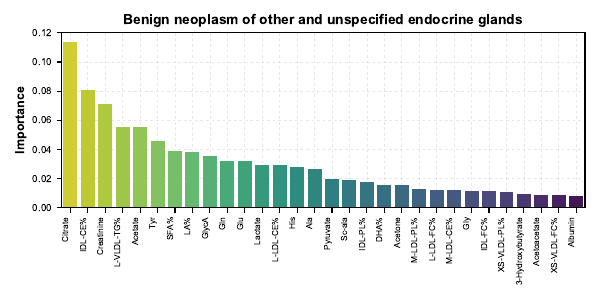 Benign neoplasm of other and unspecified endocrine glands
Importance
0.12
0.10
0.08
0.06
0.04
0.02
0.00
Citrate
IDL-CE%
Creatinine
L-VLDL-TG%
Acetate
Tyr
SFA%
LA%
GlycA
Gln
Glu
Lactate
L-LDL-CE%
His
Ala
Pyruvate
Sc-ala
IDL-PL%
DHA%
Acetone
M-LDL-PL%
L-LDL-FC%
M-LDL-CE%
Gly
IDL-FC%
XS-VLDL-PL%
3-Hydroxybutyrate
Acetoacetate
XS-VLDL-FC%
Albumin